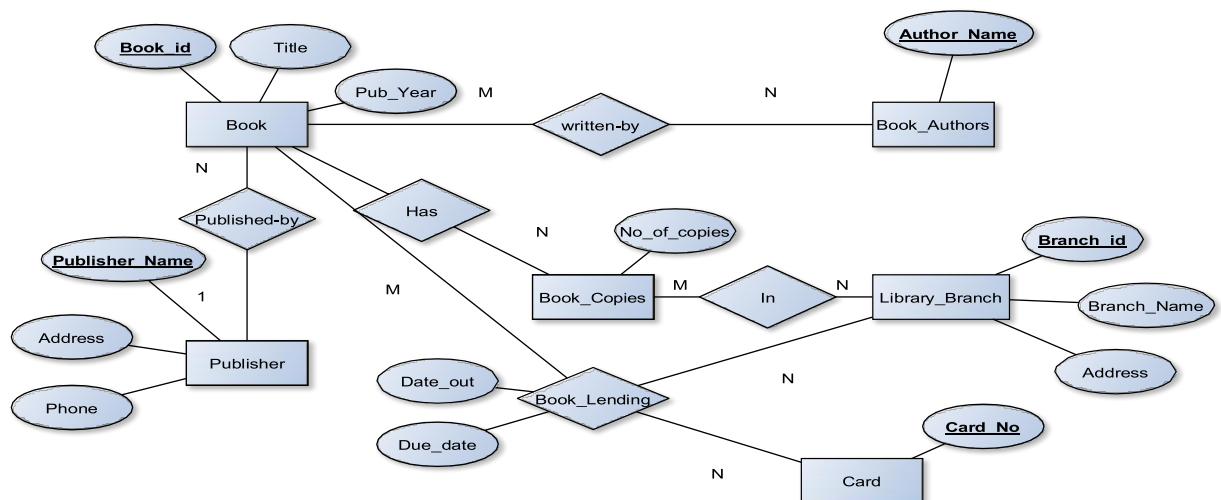 Author_Name
Book_id
Title
Pub_Year
M
N
Book
written-by
Book_Authors
N
Published-by
Has
No_of_copies
N
Branch_id
Publisher_Name
1
M
Book_Copies
M
In
N
Library_Branch
Branch_Name
Address
Publisher
Phone
Date_out
Book_Lending
N
Address
Due_date
Card_No
N
Card